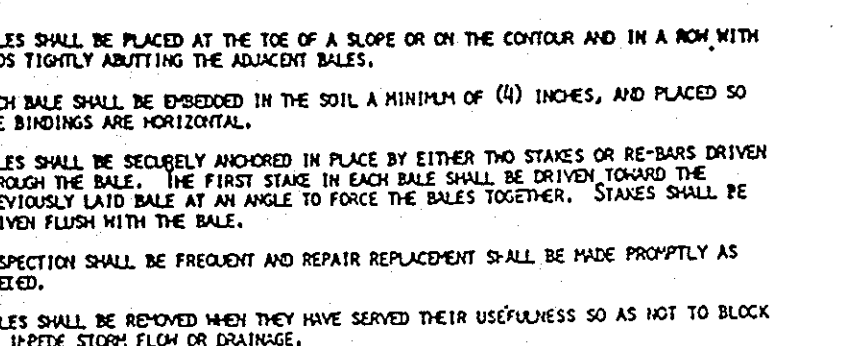 LES SHALL BE PLACED AT THE TOE OF A SLOPE OR ON THE CONTOUR AND IN A ROW WITH
DS TIGHTLY ABUTTING THE ADJACENT BALES.
CH BALE SHALL BE EMBEDDED IN THE SOIL A MINIMUM OF (4) INCHES, AND PLACED SO
E BINDINGS ARE HORIZONTAL.
LES SHALL BE SECURELY ANCHORED IN PLACE BY EITHER TWO STAKES OR RE-BARS DRIVEN
ROUGH THE BALE. THE FIRST STAKE IN EACH BALE SHALL BE DRIVEN TOWARD THE
EVIOUSLY LAID BALE AT AN ANGLE TO FORCE THE BALES TOGETHER. STAKES SHALL BE
IVEN FLUSH WITH THE BALE.
SPECTION SHALL BE FREQUENT AND REPAIR REPLACEMENT SHALL BE MADE PROMPTLY AS
EDED.
LES SHALL BE REMOVED WHEN THEY HAVE SERVED THEIR USEFULNESS SO AS NOT TO BLOCK
IMPEDE STORM FLOW OR DRAINAGE.